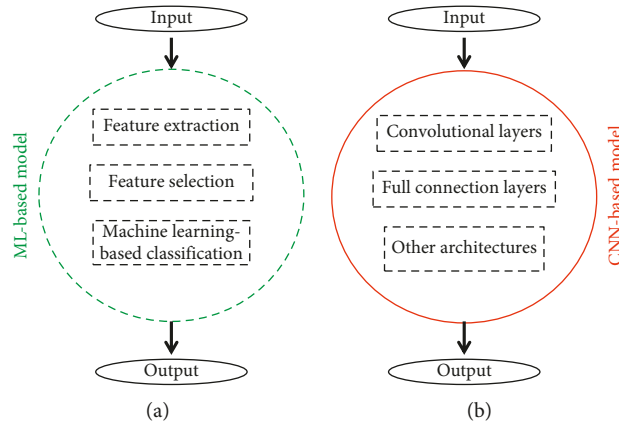 Input
ML-based model
Feature extraction
Feature selection
Machine learning-
based classification
Output
(a)
Input
Convolutional layers
Full connection layers
Other architectures
CNN-based model
Output
(b)